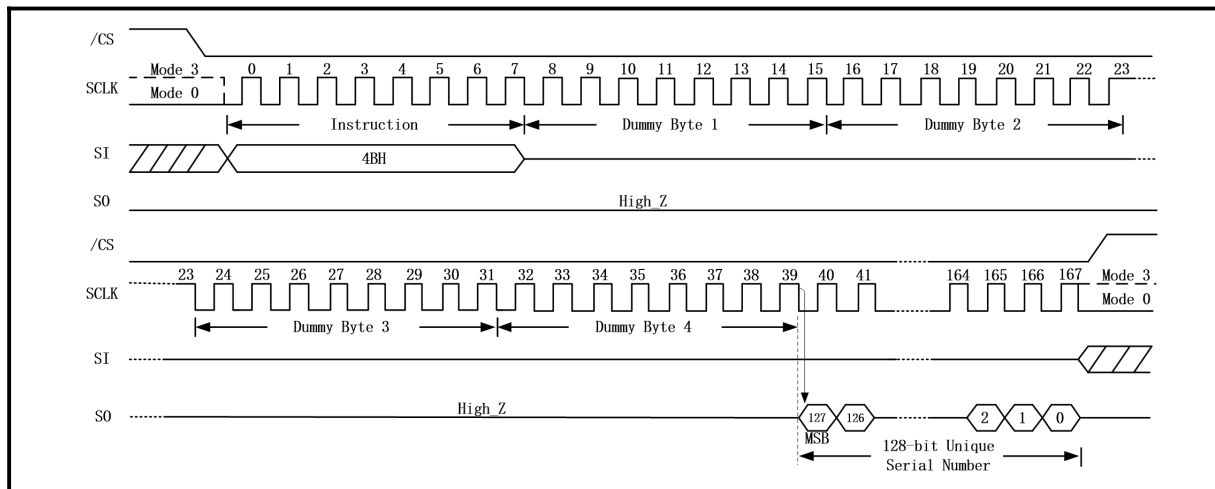 /CS
Mode 3 0 1 2 3 4 5 6 7 8 9 10 11 12 13 14 15 16 17 18 19 20 21 22 23
SCLK
Mode 0
Instruction Dummy Byte 1 Dummy Byte 2
SI 4BH
SO High_Z
/CS
23 24 25 26 27 28 29 30 31 32 33 34 35 36 37 38 39 40 41 164 165 166 167 Mode 3
SCLK Mode 0
Dummy Byte 3 Dummy Byte 4
SI
SO High_Z 127 126 2 1 0
MSB 128-bit Unique
Serial Number